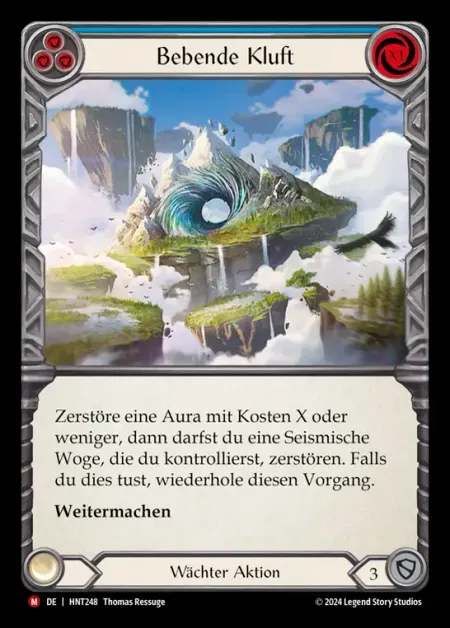 Bebende Kluft
XI
Zerstöre eine Aura mit Kosten X oder
weniger, dann darfst du eine Seismische
Woge, die du kontrollierst, zerstören. Falls
du dies tust, wiederhole diesen Vorgang.
Weitermachen
Wächter Aktion
3
M DE | HNT248 Thomas Ressuge
© 2024 Legend Story Studios